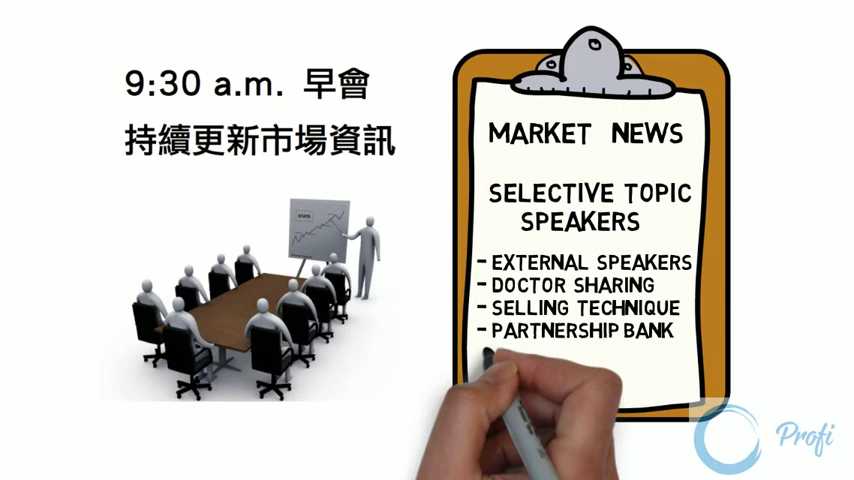 9:30 a.m. 早會
持續更新市場資訊
STATS
MARKET NEWS
SELECTIVE TOPIC
SPEAKERS
- EXTERNAL SPEAKERS
- DOCTOR SHARING
- SELLING TECHNIQUE
- PARTNERSHIP BANK
Profi